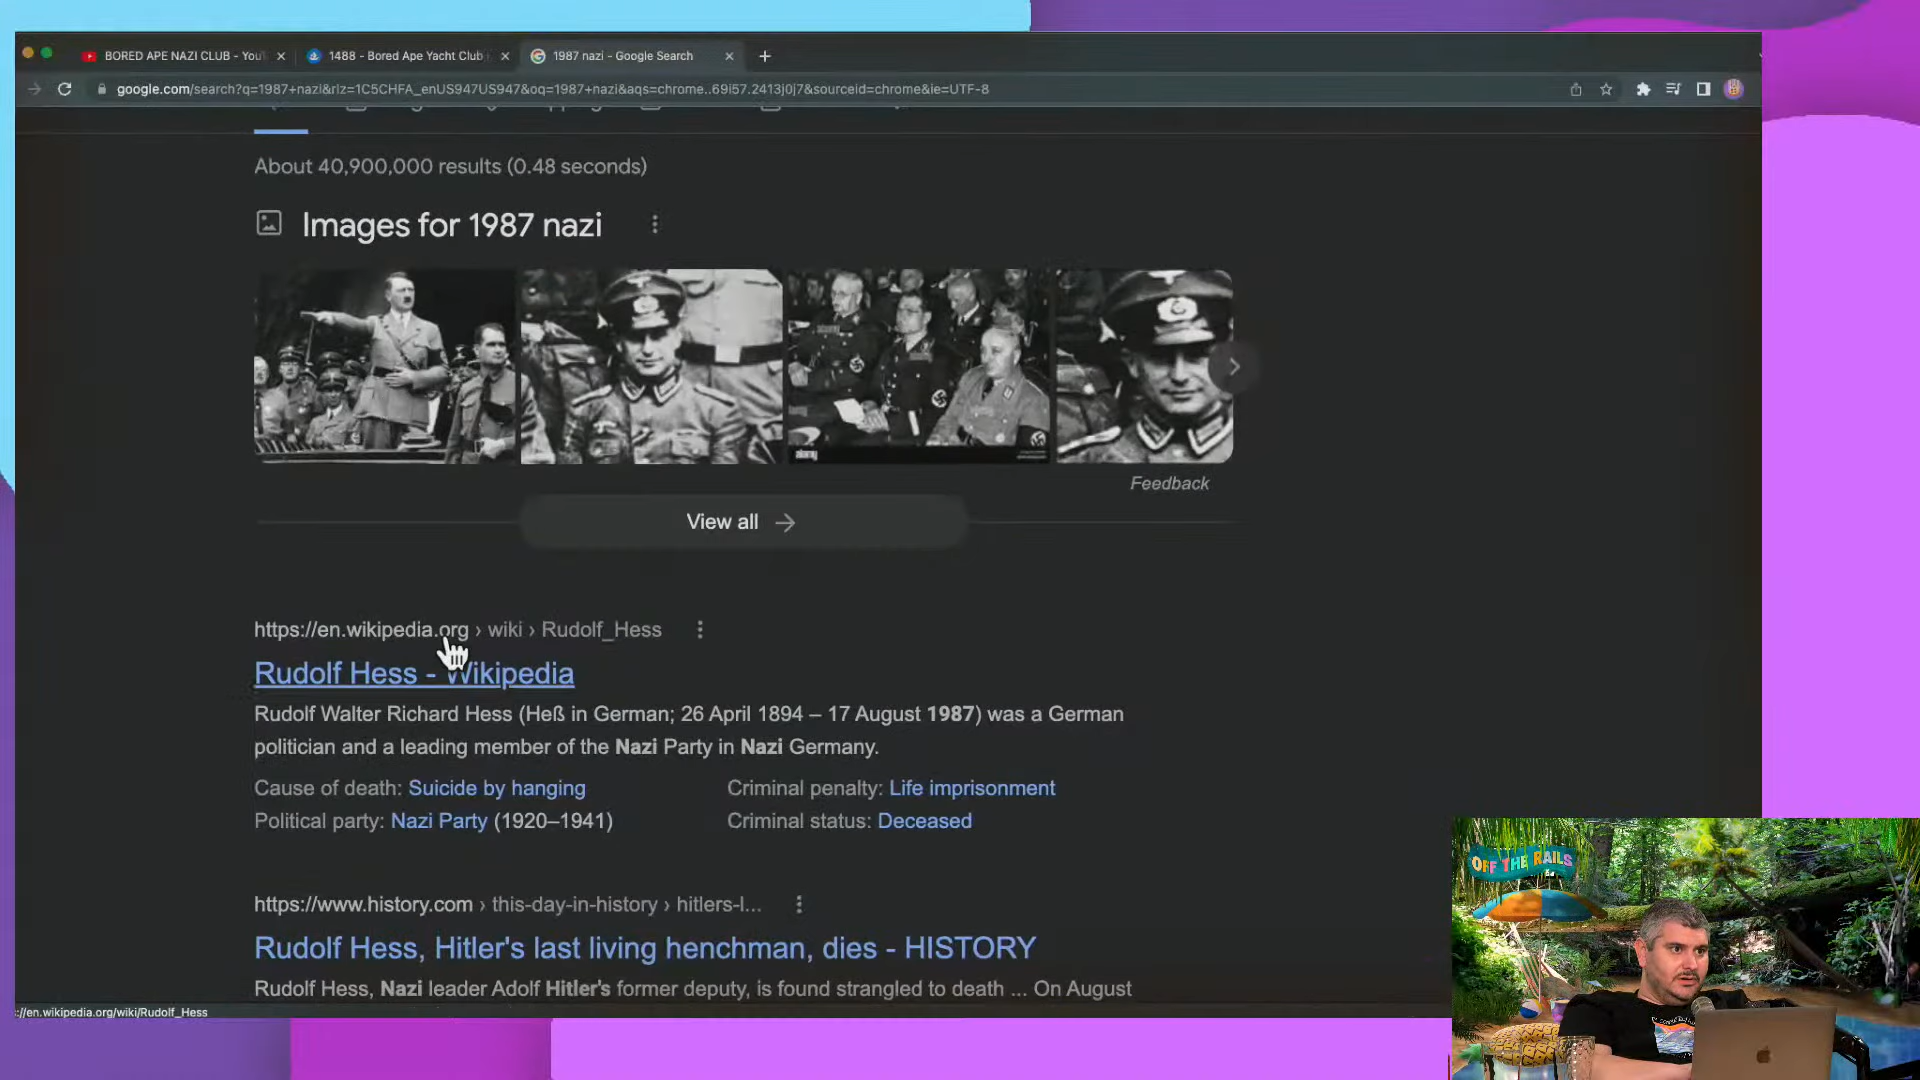 BORED APE NAZI CLUB - You
1488 - Bored Ape Yacht Club
1987 nazi - Google Search
google.com/search?q=1987+nazi&rlz=1C5CHFA_enUS947US947&oq=1987+nazi&aqs=chrome..69i57.2413j0j7&sourceid=chrome&ie=UTF-8
About 40,900,000 results (0.48 seconds)
Images for 1987 nazi
alamy
Feedback
View all
https://en.wikipedia.org › wiki › Rudolf_Hess
Rudolf Hess - Wikipedia
Rudolf Walter Richard Hess (Heß in German; 26 April 1894 – 17 August 1987) was a German
politician and a leading member of the Nazi Party in Nazi Germany.
Cause of death: Suicide by hanging
Criminal penalty: Life imprisonment
Political party: Nazi Party (1920–1941)
Criminal status: Deceased
https://www.history.com › this-day-in-history › hitlers-l...
Rudolf Hess, Hitler's last living henchman, dies - HISTORY
Rudolf Hess, Nazi leader Adolf Hitler's former deputy, is found strangled to death ... On August
://en.wikipedia.org/wiki/Rudolf_Hess
OFF THE RAILS